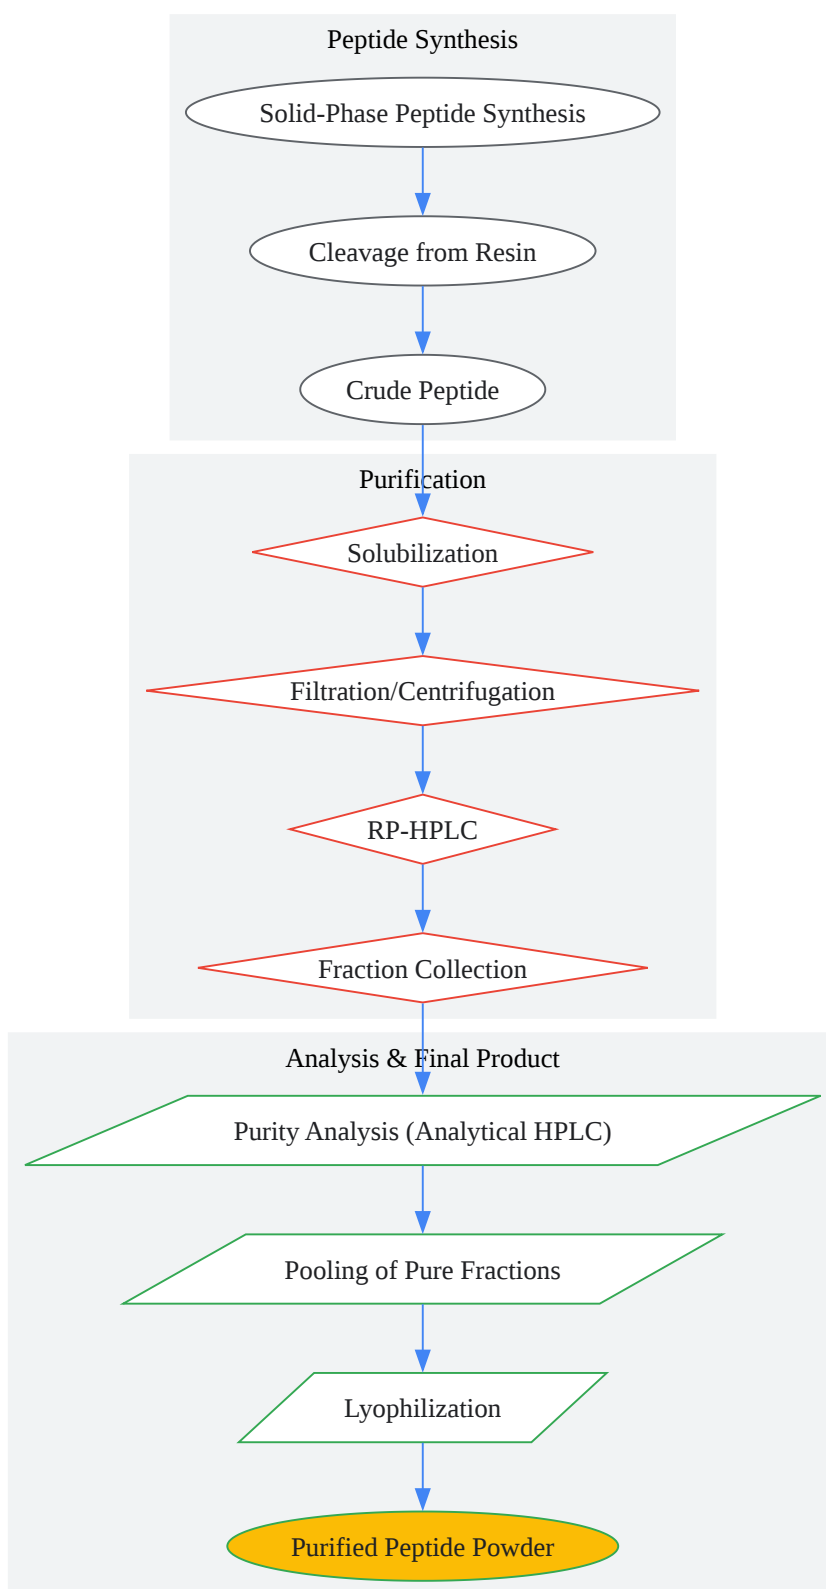 Peptide Synthesis
Solid-Phase Peptide Synthesis
Cleavage from Resin
Crude Peptide
Purification
Solubilization
Filtration/Centrifugation
RP-HPLC
Fraction Collection
Analysis & Final Product
Purity Analysis (Analytical HPLC)
Pooling of Pure Fractions
Lyophilization
Purified Peptide Powder